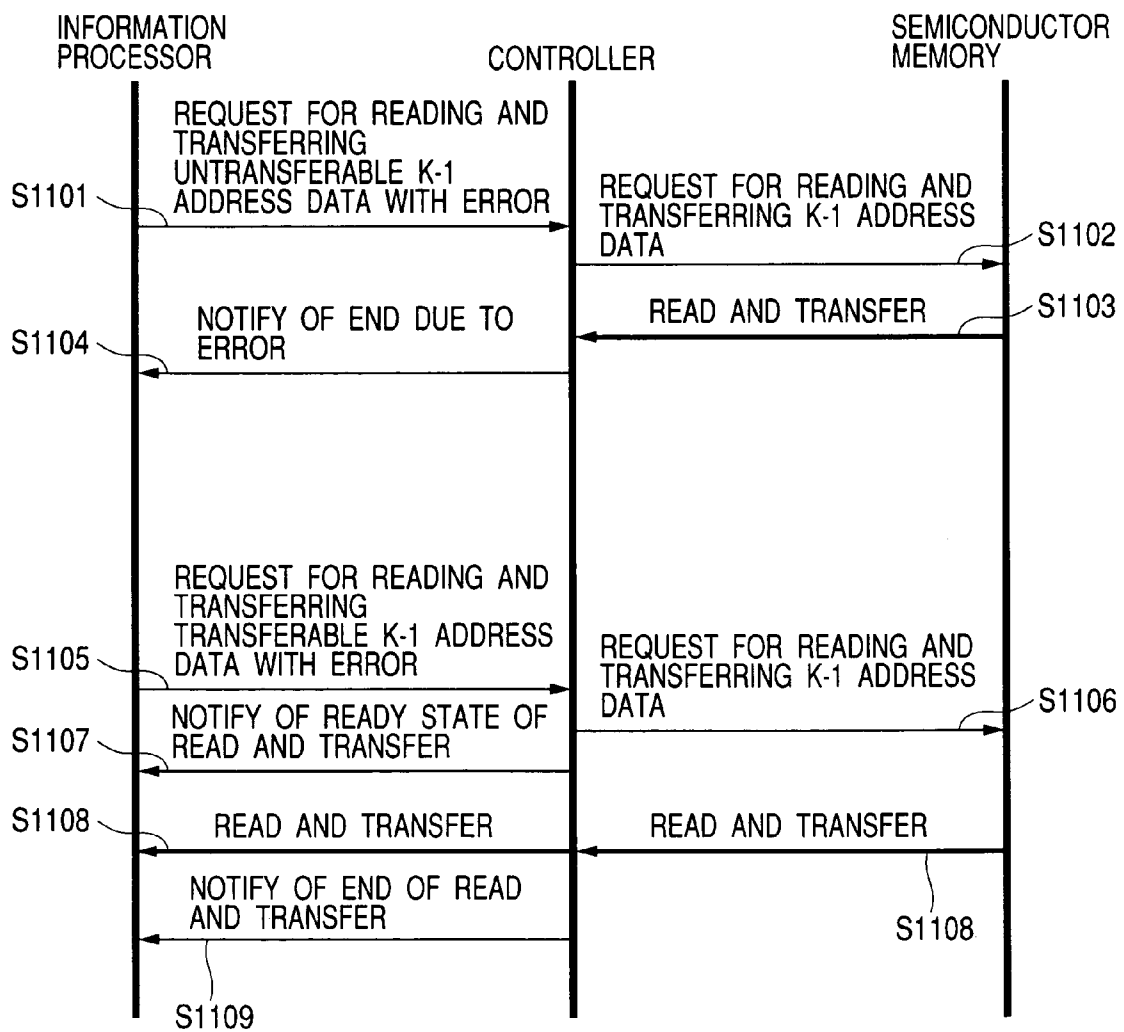 INFORMATION
PROCESSOR
CONTROLLER
SEMICONDUCTOR
MEMORY
REQUEST FOR READING AND
TRANSFERRING
UNTRANSFERABLE K-1
ADDRESS DATA WITH ERROR
S1101
REQUEST FOR READING AND
TRANSFERRING K-1 ADDRESS
DATA
S1102
READ AND TRANSFER
S1103
NOTIFY OF END DUE TO
ERROR
S1104
REQUEST FOR READING AND
TRANSFERRING
TRANSFERABLE K-1 ADDRESS
DATA WITH ERROR
S1105
REQUEST FOR READING AND
TRANSFERRING K-1 ADDRESS
DATA
S1106
NOTIFY OF READY STATE OF
READ AND TRANSFER
S1107
S1108
READ AND TRANSFER
READ AND TRANSFER
S1108
NOTIFY OF END OF READ
AND TRANSFER
S1109